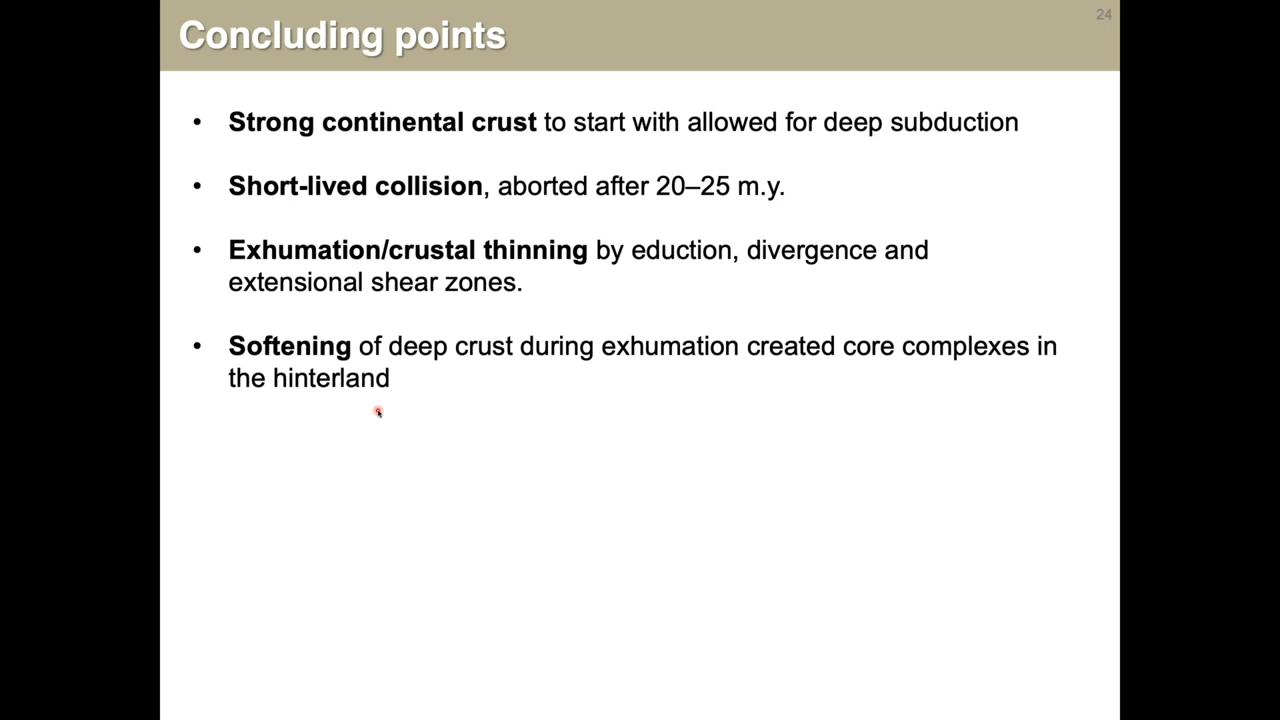 24
Concluding points
• Strong continental crust to start with allowed for deep subduction
• Short-lived collision, aborted after 20–25 m.y.
• Exhumation/crustal thinning by eduction, divergence and
extensional shear zones.
• Softening of deep crust during exhumation created core complexes in
the hinterland